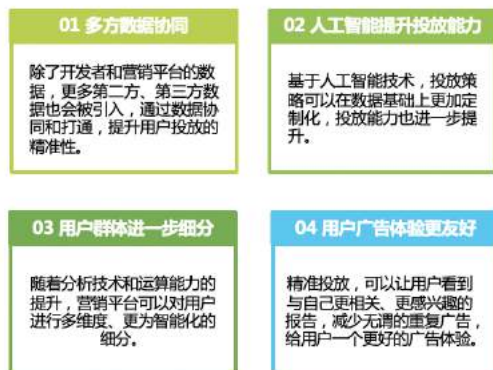 01 多方数据协同
除了开发者和营销平台的数
据，更多第二方、第三方数
据也会被引入，通过数据协
同和打通，提升用户投放的
精准性。
02 人工智能提升投放能力
基于人工智能技术，投放策
略可以在数据基础上更加定
制化，投放能力也进一步提
升。
03 用户群体进一步细分
随着分析技术和运算能力的
提升，营销平台可以对用户
进行多维度、更为智能化的
细分。
04 用户广告体验更友好
精准投放，可以让用户看到
与自己更相关、更感兴趣的
报告，减少无谓的重复广告，
给用户一个更好的广告体验。